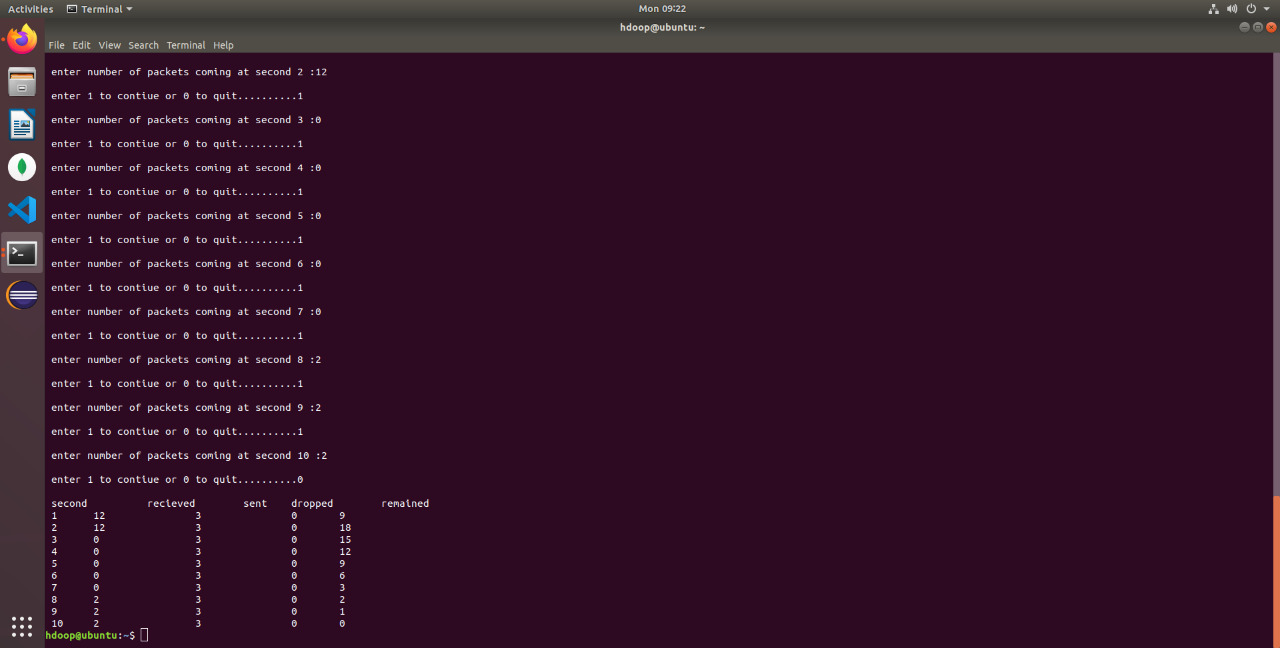 Activities Terminal Mon 09:22
hdoop@ubuntu: ~
File Edit View Search Terminal Help
enter number of packets coming at second 2 :12
enter 1 to contiue or 0 to quit..........1
enter number of packets coming at second 3 :0
enter 1 to contiue or 0 to quit..........1
enter number of packets coming at second 4 :0
enter 1 to contiue or 0 to quit..........1
enter number of packets coming at second 5 :0
enter 1 to contiue or 0 to quit..........1
enter number of packets coming at second 6 :0
enter 1 to contiue or 0 to quit..........1
enter number of packets coming at second 7 :0
enter 1 to contiue or 0 to quit..........1
enter number of packets coming at second 8 :2
enter 1 to contiue or 0 to quit..........1
enter number of packets coming at second 9 :2
enter 1 to contiue or 0 to quit..........1
enter number of packets coming at second 10 :2
enter 1 to contiue or 0 to quit..........0
second recieved sent dropped remained
1 12 3 0 9
2 12 3 0 18
3 0 3 0 15
4 0 3 0 12
5 0 3 0 9
6 0 3 0 6
7 0 3 0 3
8 2 3 0 2
9 2 3 0 1
10 2 3 0 0
hdoop@ubuntu:~$